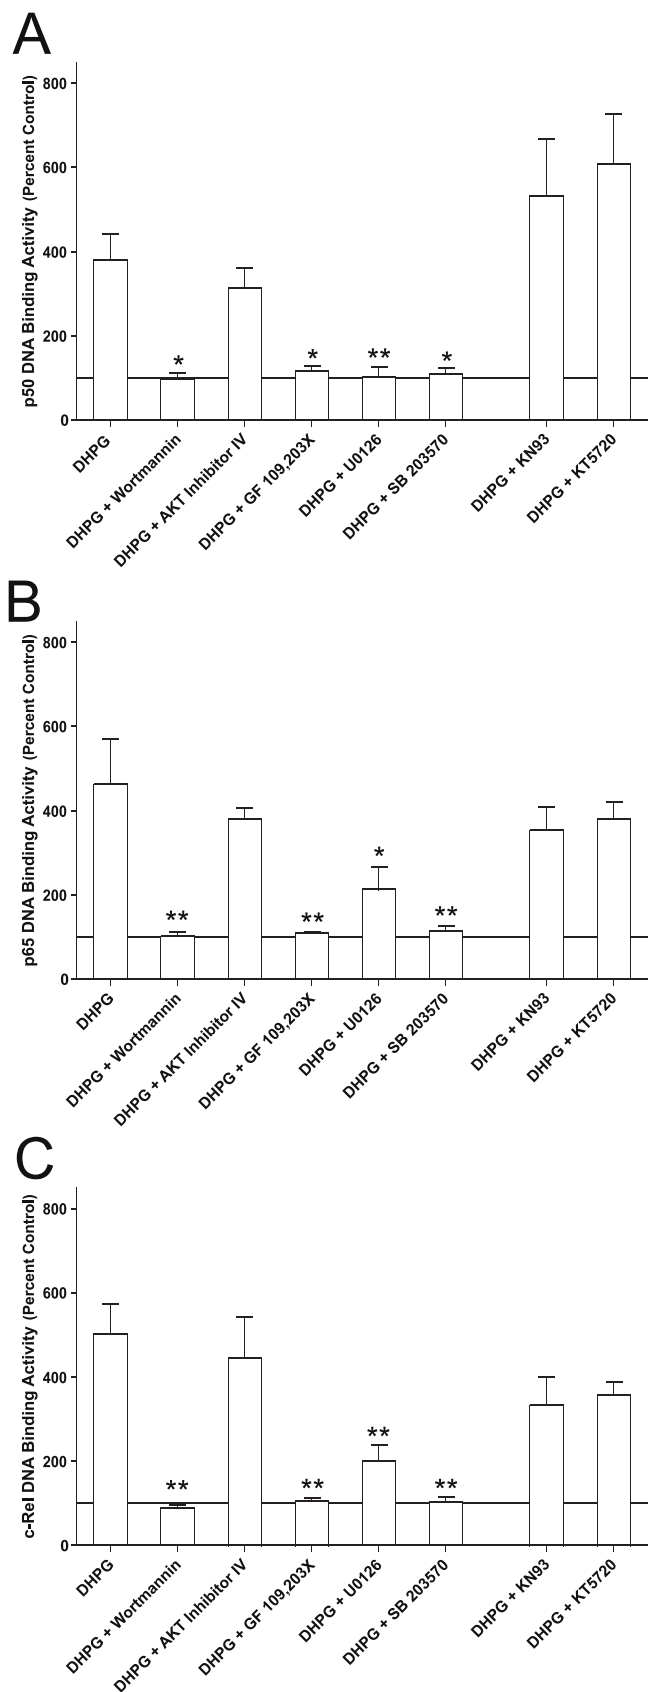 A
p50 DNA Binding Activity (Percent Control)
800
600
400
200
0
* * ** *
DHPG
DHPG + Wortmannin
DHPG + AKT Inhibitor IV
DHPG + GF 109,203X
DHPG + U0126
DHPG + SB 203570
DHPG + KN93
DHPG + KT5720
B
p65 DNA Binding Activity (Percent Control)
800
600
400
200
0
** ** * **
DHPG
DHPG + Wortmannin
DHPG + AKT Inhibitor IV
DHPG + GF 109,203X
DHPG + U0126
DHPG + SB 203570
DHPG + KN93
DHPG + KT5720
C
c-Rel DNA Binding Activity (Percent Control)
800
600
400
200
0
** ** ** **
DHPG
DHPG + Wortmannin
DHPG + AKT Inhibitor IV
DHPG + GF 109,203X
DHPG + U0126
DHPG + SB 203570
DHPG + KN93
DHPG + KT5720